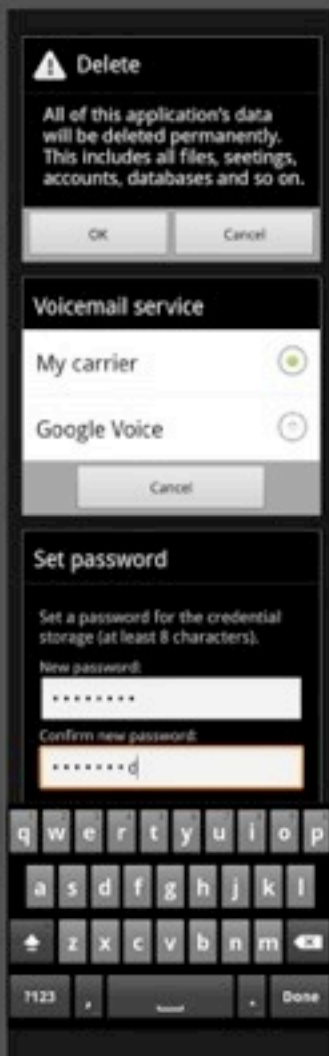 Delete
All of this application's data
will be deleted permanently.
This includes all files, seetings,
accounts, databases and so on.
OK Cancel
Voicemail service
My carrier
Google Voice
Cancel
Set password
Set a password for the credential
storage (at least 8 characters).
New password:
••••••••
Confirm new password:
•••••••d
q w e r t y u i o p
a s d f g h j k l
z x c v b n m
?123 , . Done